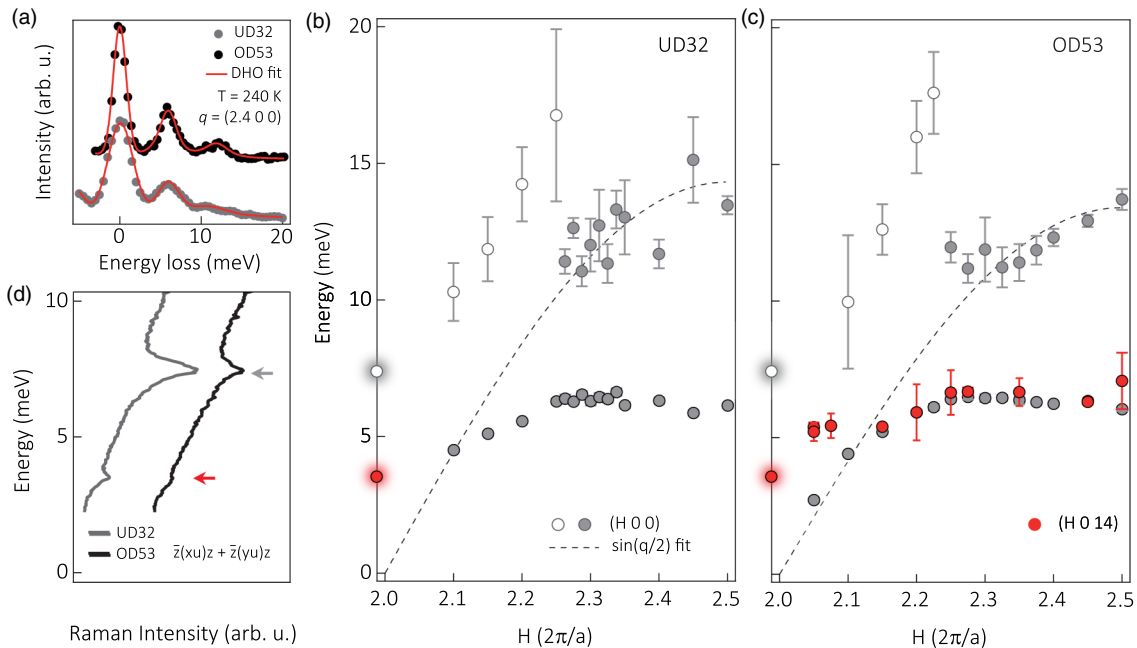 (a)
UD32
OD53
DHO fit
T = 240 K
q = (2.4 0 0)
Intensity (arb. u.)
0
10
20
Energy loss (meV)
(b)
UD32
20
15
10
5
0
Energy (meV)
(H 0 0)
sin(q/2) fit
2.0
2.1
2.2
2.3
2.4
2.5
H (2π/a)
(c)
OD53
(H 0 14)
2.0
2.1
2.2
2.3
2.4
2.5
H (2π/a)
(d)
10
5
0
Energy (meV)
UD32
OD53 z̅(xu)z + z̅(yu)z
Raman Intensity (arb. u.)